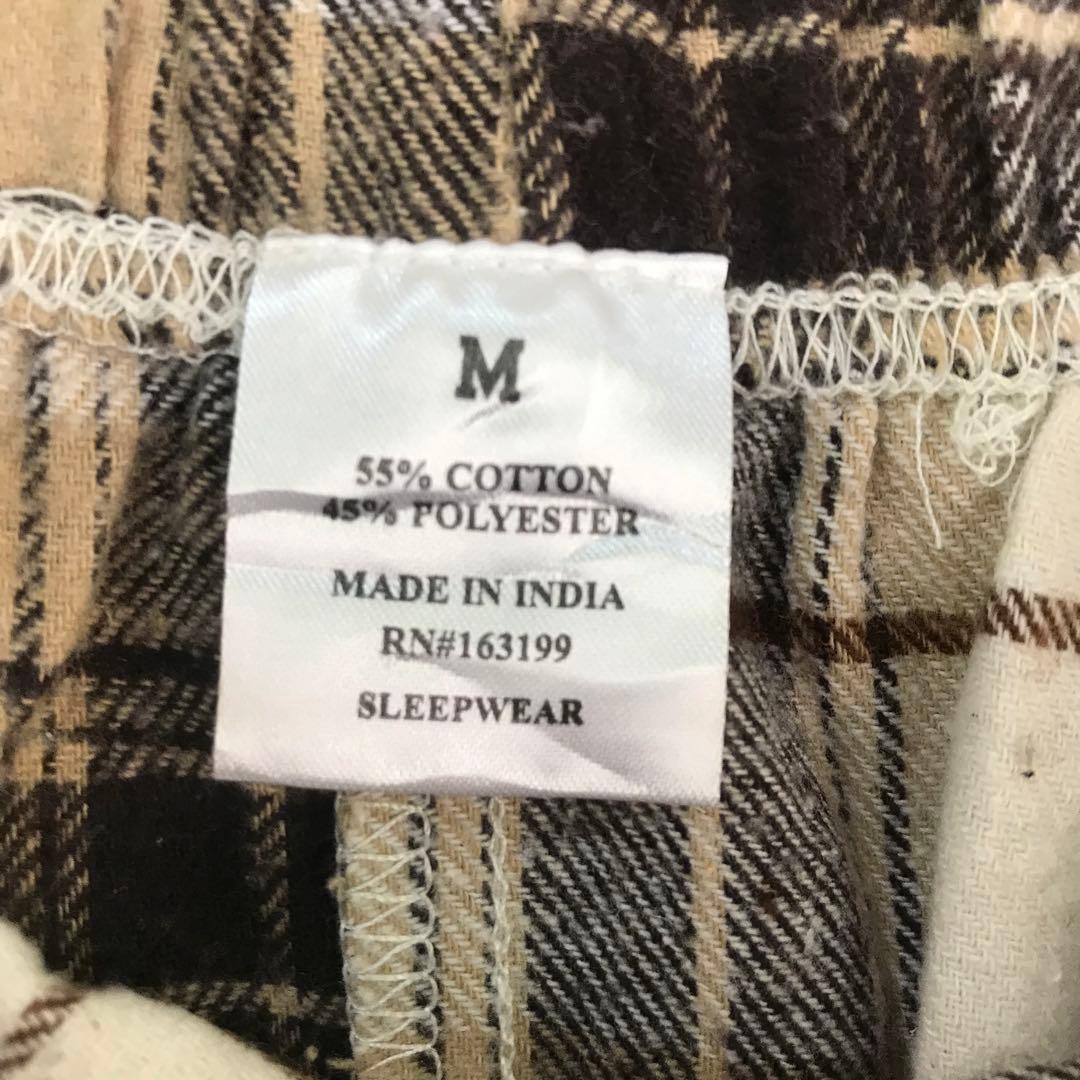 M
55% COTTON
45% POLYESTER
MADE IN INDIA
RN#163199
SLEEPWEAR